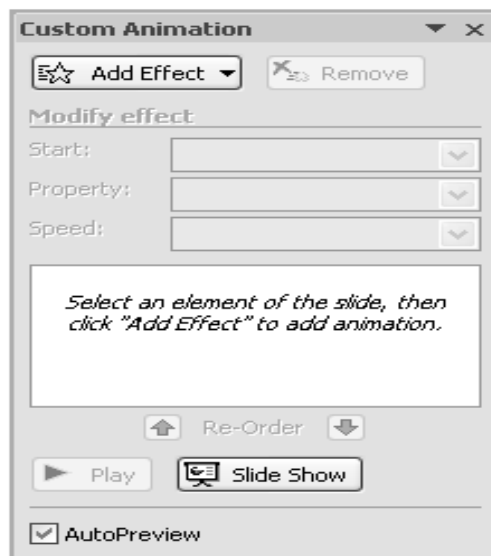 Custom Animation
Add Effect Remove
Modify effect
Start:
Property:
Speed:
Select an element of the slide, then
click "Add Effect" to add animation.
Re-Order
Play Slide Show
AutoPreview